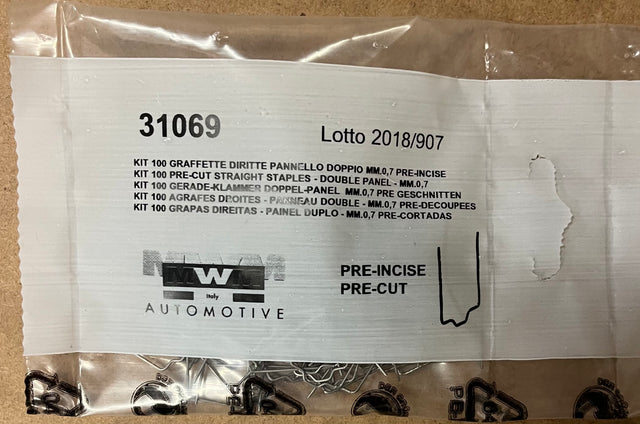 31069
Lotto 2018/907
KIT 100 GRAFFETTE DIRITTE PANNELLO DOPPIO MM.0,7 PRE-INCISE
KIT 100 PRE-CUT STRAIGHT STAPLES - DOUBLE PANEL - MM.0,7
KIT 100 GERADE-KLAMMER DOPPEL-PANEL MM.0,7 PRE GESCHNITTEN
KIT 100 AGRAFES DROITES - PANNEAU DOUBLE - MM.0,7 PRE-DECOUPEES
KIT 100 GRAPAS DIREITAS - PAINEL DUPLO - MM.0,7 PRE-CORTADAS
MWM
Italy
AUTOMOTIVE
PRE-INCISE
PRE-CUT